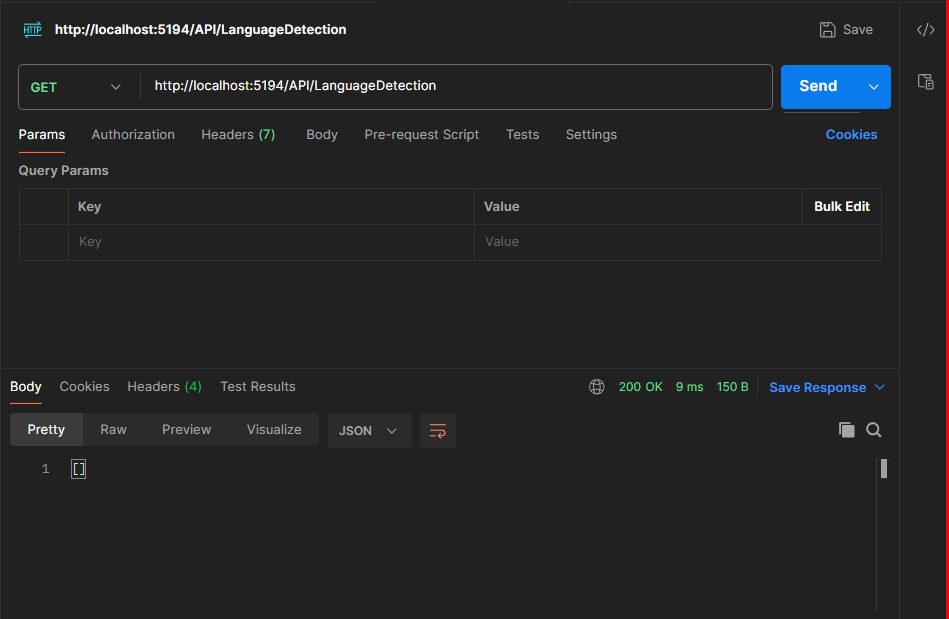 HTTP http://localhost:5194/API/LanguageDetection Save </>
GET http://localhost:5194/API/LanguageDetection Send
Params Authorization Headers (7) Body Pre-request Script Tests Settings Cookies
Query Params
Key Value Bulk Edit
Key Value
Body Cookies Headers (4) Test Results 200 OK 9 ms 150 B Save Response
Pretty Raw Preview Visualize JSON
1 []